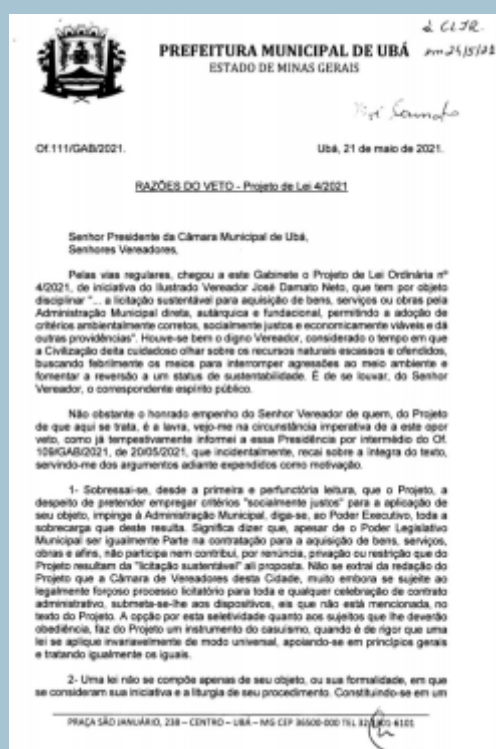 à CLJR.
em 24/5/21
PREFEITURA MUNICIPAL DE UBÁ
ESTADO DE MINAS GERAIS
Of.111/GAB/2021.
Ubá, 21 de maio de 2021.
RAZÕES DO VETO - Projeto de Lei 4/2021
Senhor Presidente da Câmara Municipal de Ubá,
Senhores Vereadores,
Pelas vias regulares, chegou a este Gabinete o Projeto de Lei Ordinária nº
4/2021, de iniciativa do Ilustrado Vereador José Damato Neto, que tem por objeto
disciplinar "... a licitação sustentável para aquisição de bens, serviços ou obras pela
Administração Municipal direta, autárquica e fundacional, permitindo a adoção de
critérios ambientalmente corretos, socialmente justos e economicamente viáveis e dá
outras providências". Houve-se bem o digno Vereador, considerado o tempo em que
a Civilização deita cuidadoso olhar sobre os recursos naturais escassos e ofendidos,
buscando febrilmente os meios para interromper agressões ao meio ambiente e
fomentar a reversão a um status de sustentabilidade. É de se louvar, do Senhor
Vereador, o correspondente espírito público.
Não obstante o honrado empenho do Senhor Vereador de quem, do Projeto
de que aqui se trata, é a lavra, vejo-me na circunstância imperativa de a este opor
veto, como já tempestivamente informei a essa Presidência por intermédio do Of.
109/GAB/2021, de 20/05/2021, que incidentalmente, recai sobre a íntegra do texto,
servindo-me dos argumentos adiante expendidos como motivação.
1- Sobressai-se, desde a primeira e perfunctória leitura, que o Projeto, a
despeito de pretender empregar critérios "socialmente justos" para a aplicação de
seu objeto, impinge à Administração Municipal, diga-se, ao Poder Executivo, toda a
sobrecarga que deste resulta. Significa dizer que, apesar de o Poder Legislativo
Municipal ser igualmente Parte na contratação para a aquisição de bens, serviços,
obras e afins, não participa nem contribui, por renúncia, privação ou restrição que do
Projeto resultam da "licitação sustentável" ali proposta. Não se extrai da redação do
Projeto que a Câmara de Vereadores desta Cidade, muito embora se sujeite ao
legalmente forçoso processo licitatório para toda e qualquer celebração de contrato
administrativo, submeta-se-lhe aos dispositivos, eis que não está mencionada, no
texto do Projeto. A opção por esta seletividade quanto aos sujeitos que lhe deverão
obediência, faz do Projeto um instrumento do casuísmo, quando é de rigor que uma
lei se aplique invariavelmente de modo universal, apoiando-se em princípios gerais
e tratando igualmente os iguais.
2- Uma lei não se compõe apenas de seu objeto, ou sua formalidade, em que
se consideram sua iniciativa e a liturgia de seu procedimento. Constituindo-se em um
PRAÇA SÃO JANUÁRIO, 238 – CENTRO – UBÁ – MG CEP 36500-000 TEL 32 6101